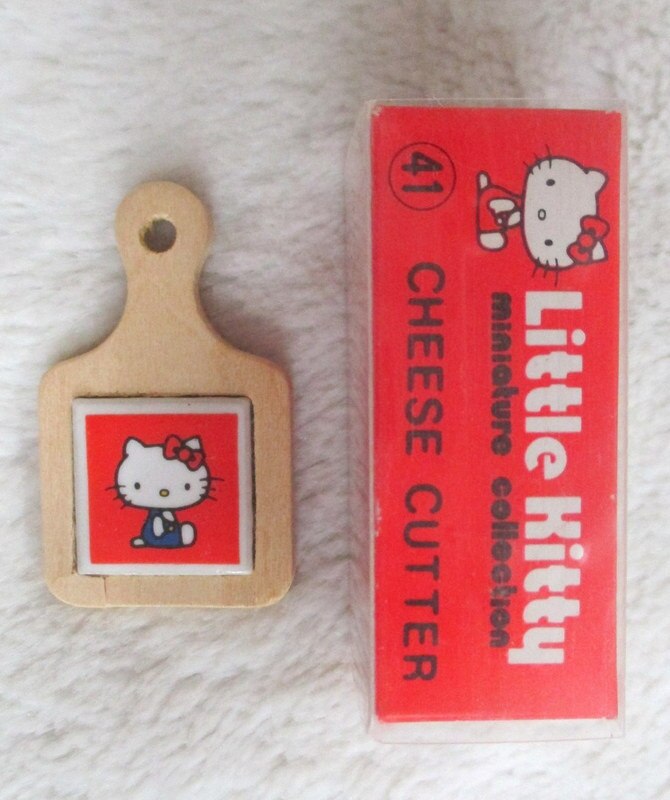 Little Kitty
miniature collection
41 CHEESE CUTTER